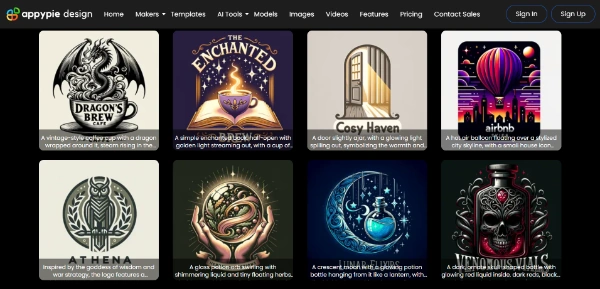 appypie design
Home Makers Templates AI Tools Models Images Videos Features Pricing Contact Sales Sign In Sign Up
DRAGON'S
BREW
CAFE
A vintage-style coffee cup with a dragon
wrapped around it, steam rising in the...
THE
ENCHANTED
BREW
A simple enchanted book half-open with
golden light streaming out, with a cup of...
Cosy Haven
A door slightly ajar, with a glowing light
spilling out, symbolizing the warmth and...
airbnb
A hot air balloon floating over a stylised
city skyline, with a small house icon...
ATHENA
Inspired by the goddess of wisdom and
war strategy, the logo features a...
A glass potion orb swirling with
shimmering liquid and tiny floating herbs...
LUNAR ELIXIRS
A crescent moon with a glowing potion
bottle hanging from it like a lantern, with...
VENOMOUS VIALS
A dark, ornate skull-shaped bottle with
glowing red liquid inside. dark reds, black...